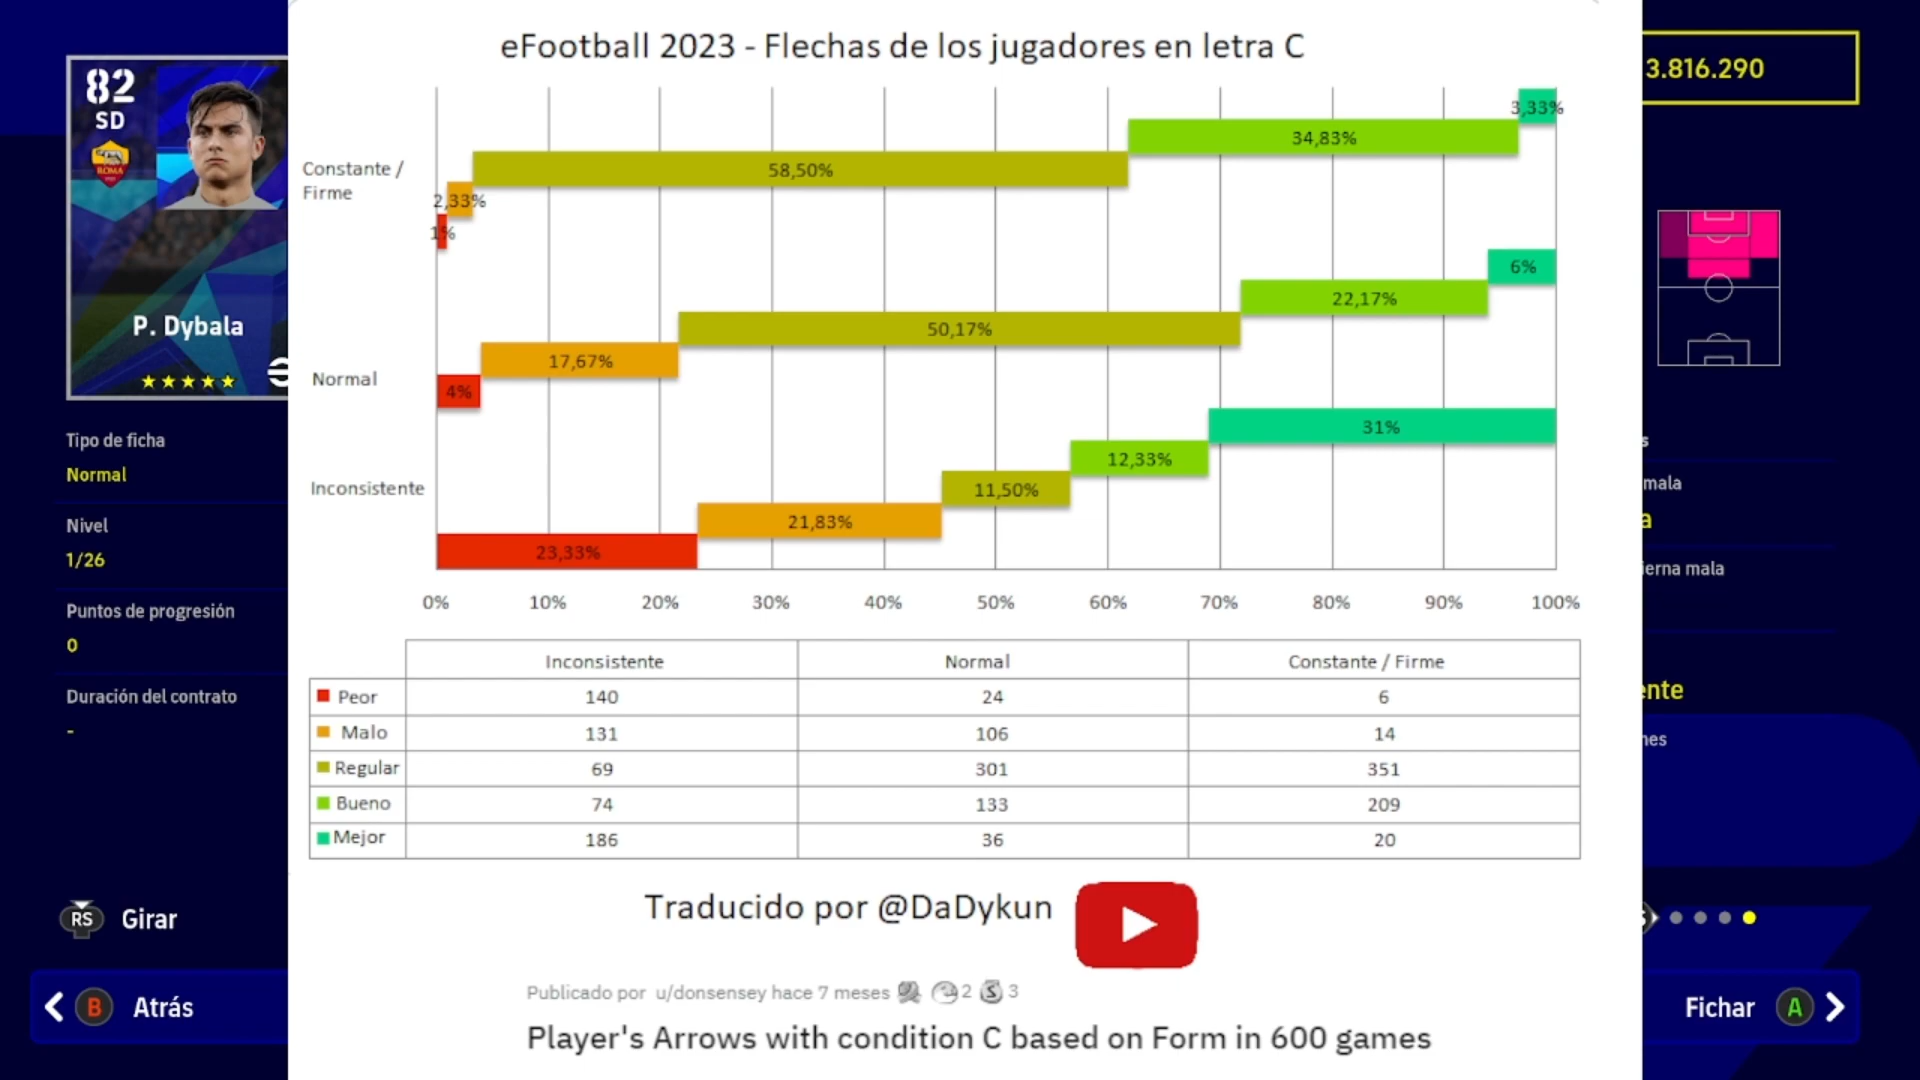 eFootball 2023 - Flechas de los jugadores en letra C
82
SD
ROMA
P. Dybala
Tipo de ficha
Normal
Nivel
1/26
Puntos de progresión
0
Duración del contrato
-
RS Girar
B Atrás
3,33%
34,83%
Constante /
Firme
58,50%
2,33%
1%
6%
22,17%
50,17%
Normal
17,67%
4%
31%
12,33%
Inconsistente
11,50%
21,83%
23,33%
0% 10% 20% 30% 40% 50% 60% 70% 80% 90% 100%
Inconsistente Normal Constante / Firme
Peor 140 24 6
Malo 131 106 14
Regular 69 301 351
Bueno 74 133 209
Mejor 186 36 20
Traducido por @DaDykun
Publicado por u/donsensey hace 7 meses 2 3
Player's Arrows with condition C based on Form in 600 games
3.816.290
s
mala
a
ierna mala
ente
nes
Fichar A